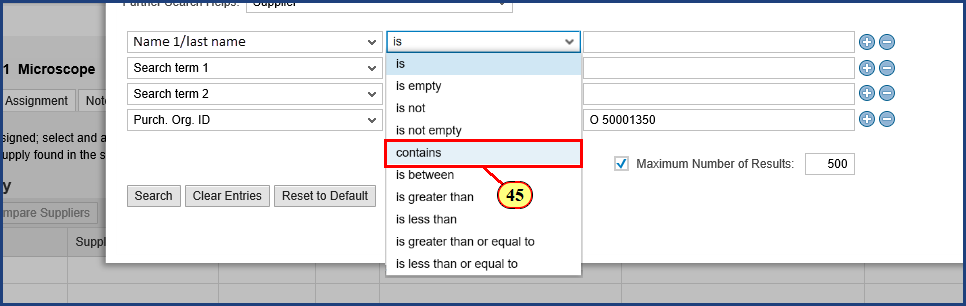 Further Search Helps: Supplier
Name 1/last name is
Search term 1
Search term 2
Purch. Org. ID O 50001350
is
is empty
is not
is not empty
contains
is between
is greater than
is less than
is greater than or equal to
is less than or equal to
45
Maximum Number of Results: 500
Search Clear Entries Reset to Default
1 Microscope
Assignment Not
signed; select and a
upply found in the s
y
mpare Suppliers
Suppl